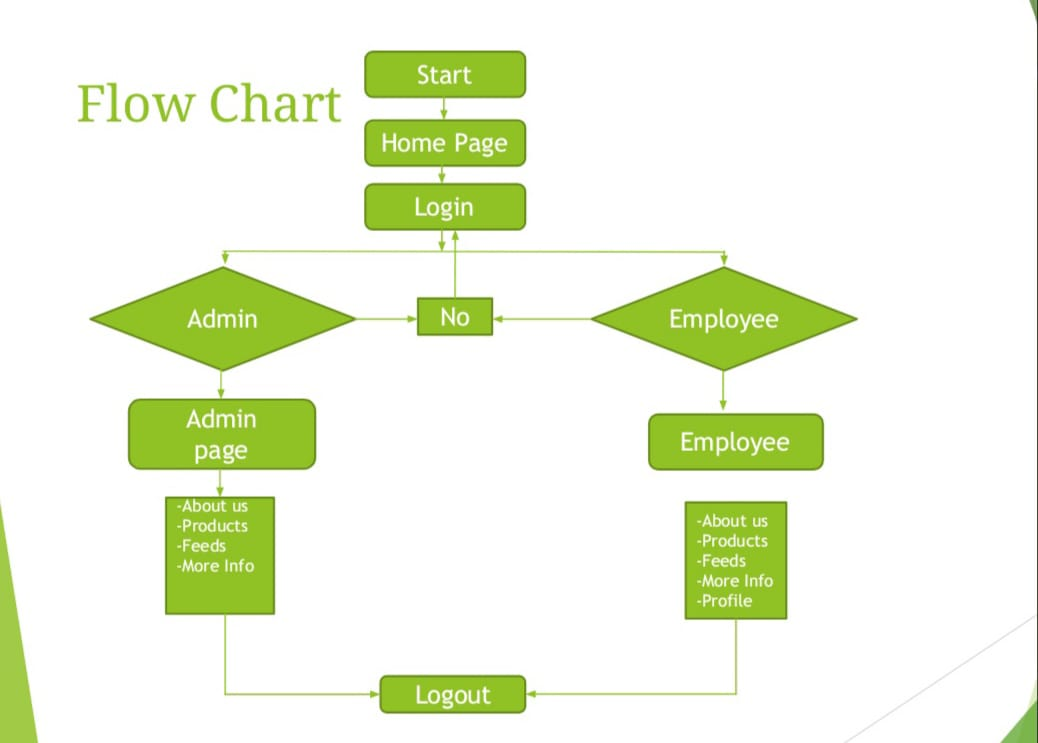 Flow Chart
Start
Home Page
Login
Admin
No
Employee
Admin
page
Employee
-About us
-Products
-Feeds
-More Info
-About us
-Products
-Feeds
-More Info
-Profile
Logout